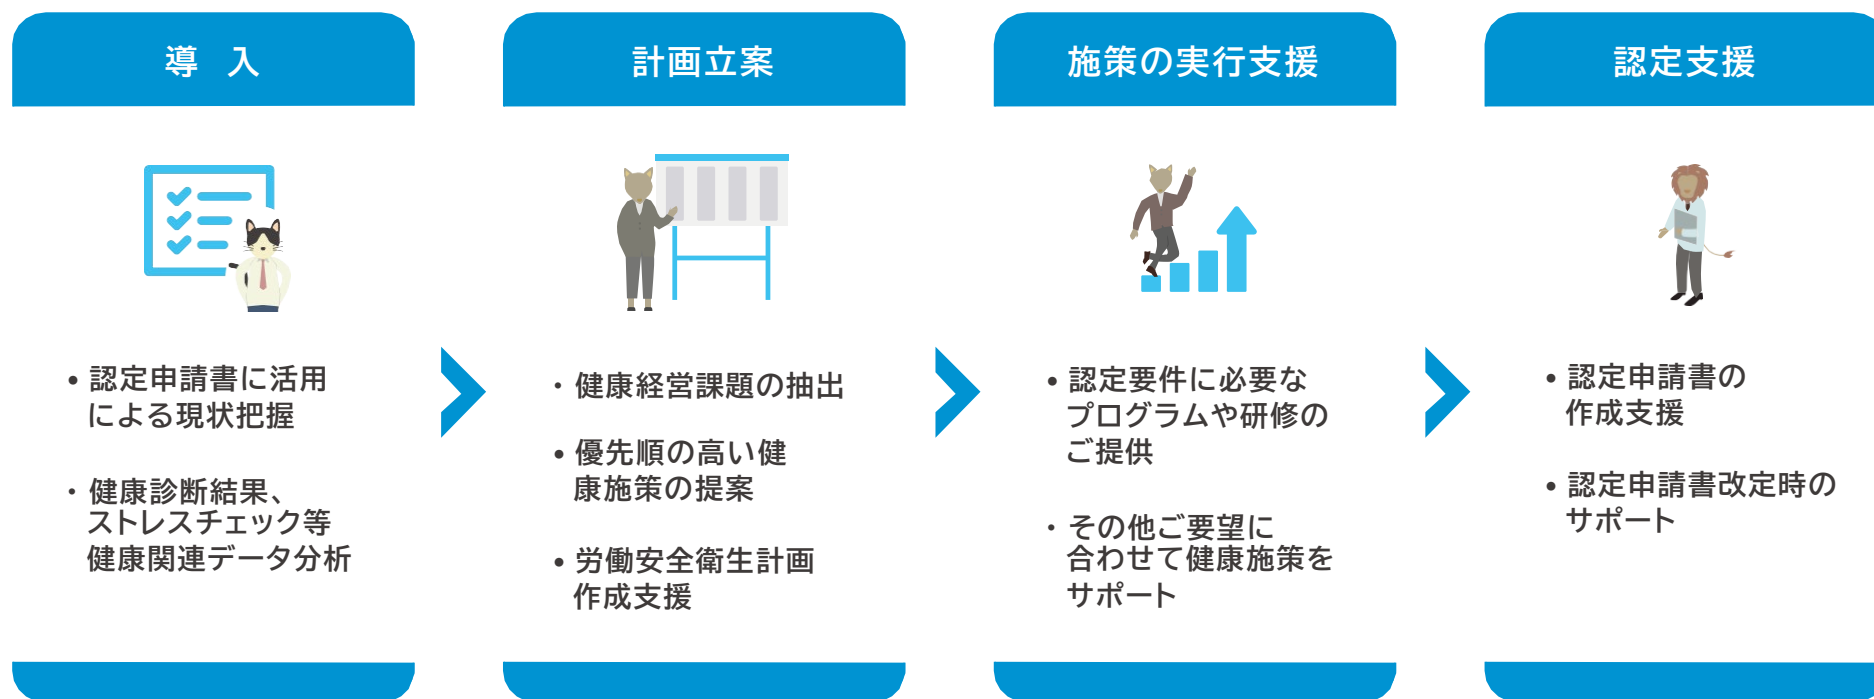 導 入
• 認定申請書に活用
による現状把握
・ 健康診断結果、
ストレスチェック等
健康関連データ分析
計画立案
・ 健康経営課題の抽出
• 優先順の高い健
康施策の提案
• 労働安全衛生計画
作成支援
施策の実行支援
• 認定要件に必要な
プログラムや研修の
ご提供
・ その他ご要望に
合わせて健康施策を
サポート
認定支援
• 認定申請書の
作成支援
• 認定申請書改定時の
サポート